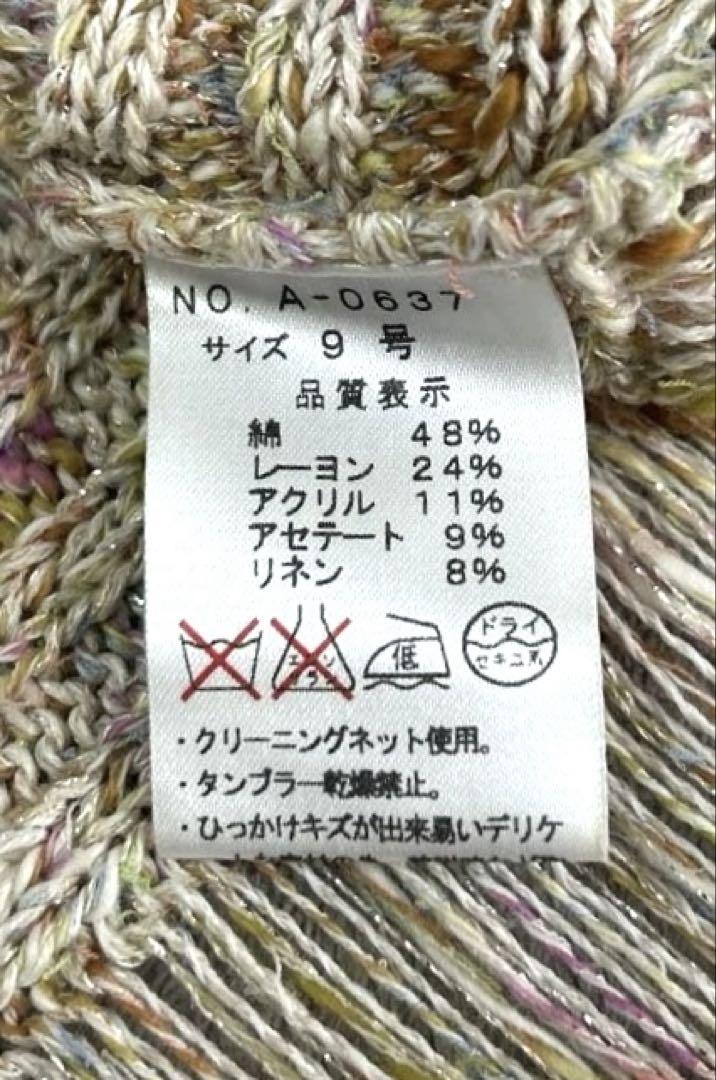 NO. A-0637
サイズ 9 号
品質表示
綿 48%
レーヨン 24%
アクリル 11%
アセテート 9%
リネン 8%
エンソ
サラシ
低
ドライ
セキユ系
・クリーニングネット使用。
・タンブラー乾燥禁止。
・ひっかけキズが出来易いデリケ